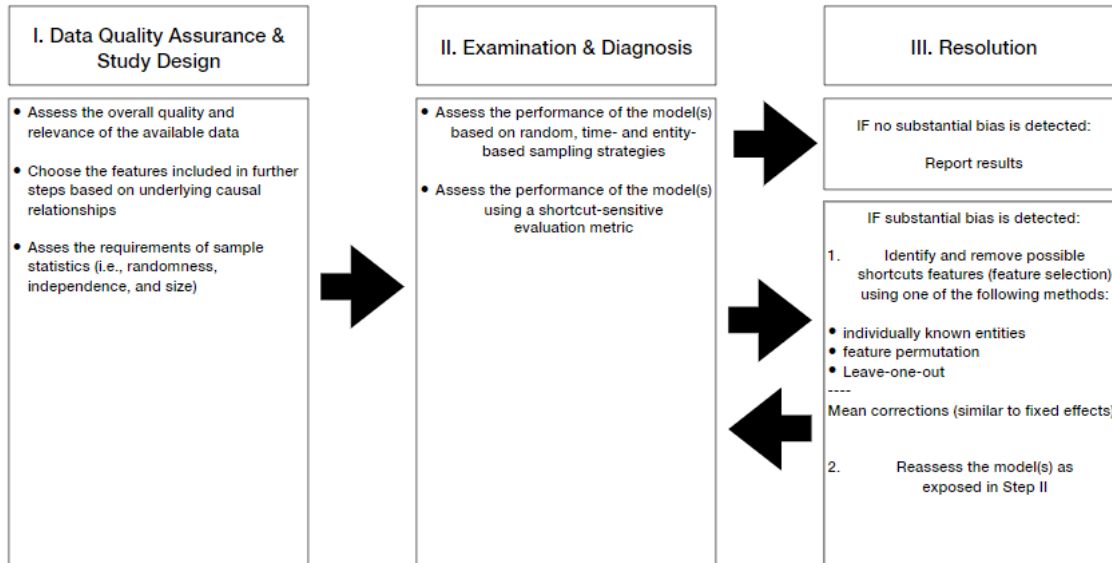 I. Data Quality Assurance &
Study Design
• Assess the overall quality and
relevance of the available data
• Choose the features included in further
steps based on underlying causal
relationships
• Asses the requirements of sample
statistics (i.e., randomness,
independence, and size)
II. Examination & Diagnosis
• Assess the performance of the model(s)
based on random, time- and entity-
based sampling strategies
• Assess the performance of the model(s)
using a shortcut-sensitive
evaluation metric
III. Resolution
IF no substantial bias is detected:
Report results
IF substantial bias is detected:
1. Identify and remove possible
shortcuts features (feature selection)
using one of the following methods:
• individually known entities
• feature permutation
• Leave-one-out
----
Mean corrections (similar to fixed effects)
2. Reassess the model(s) as
exposed in Step II